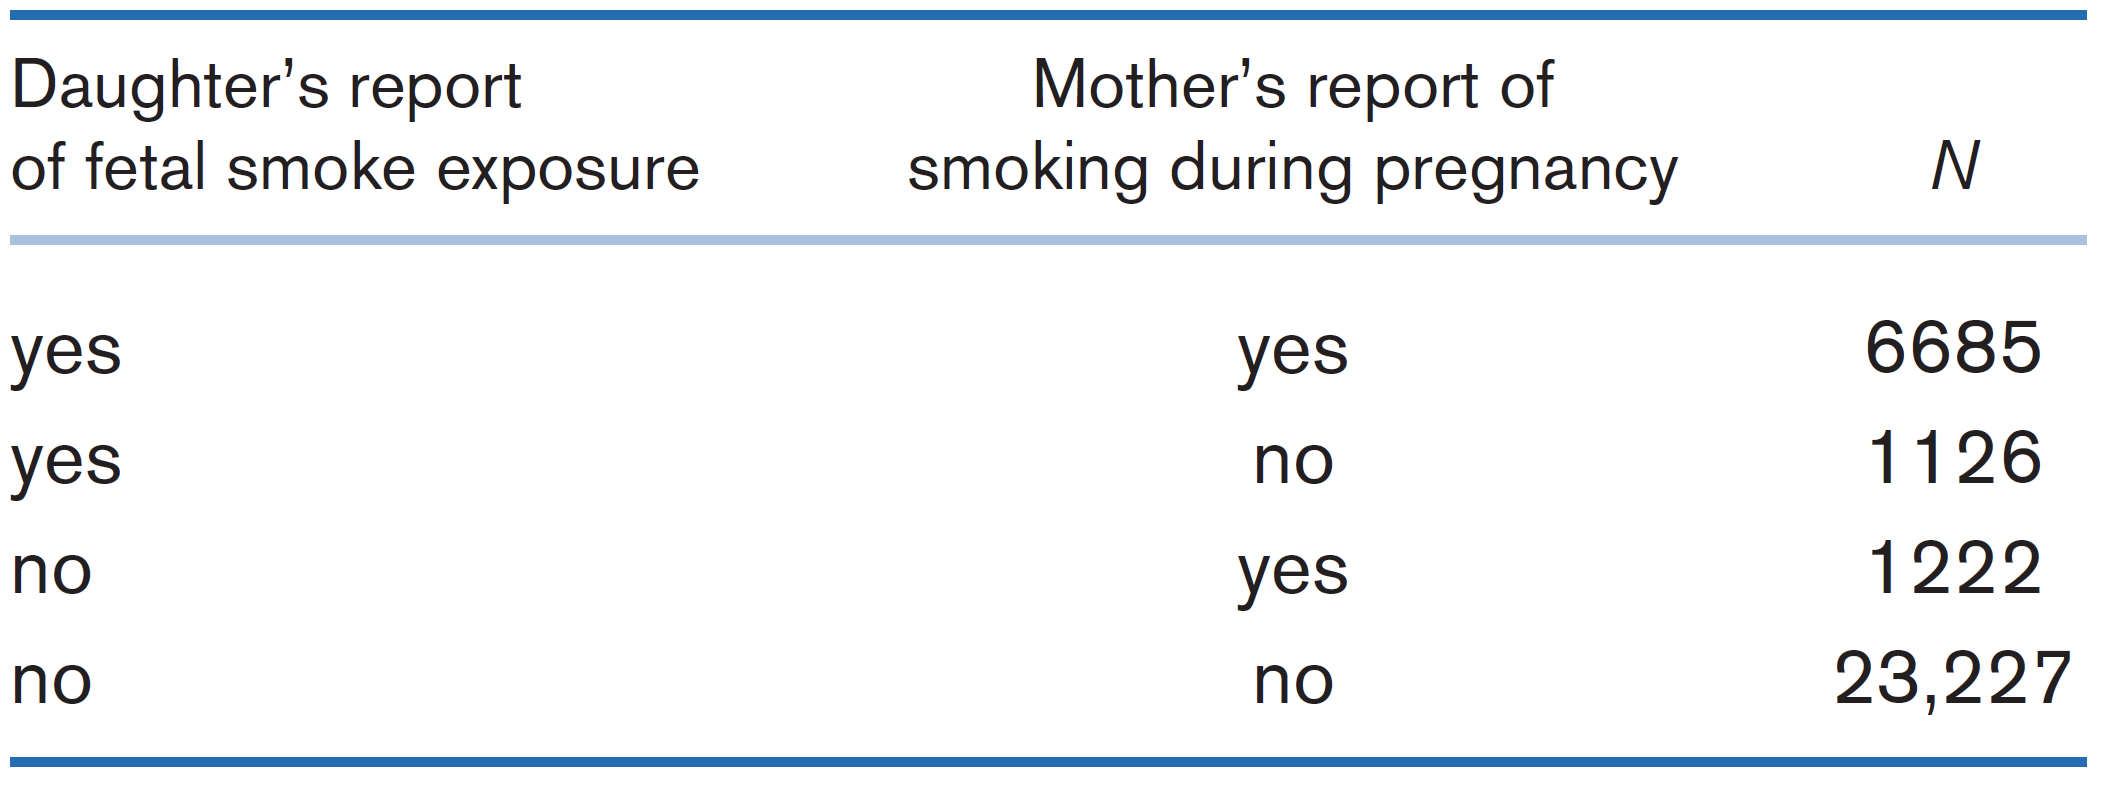 Daughter’s report Mother’s report of
of fetal smoke exposure smoking during pregnancy N
yes yes 6685
yes no 1126
no yes 1222
no no 23,227